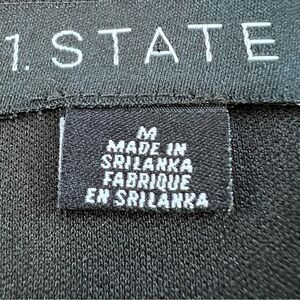 1. STATE
M
MADE IN
SRILANKA
FABRIQUE
EN SRILANKA